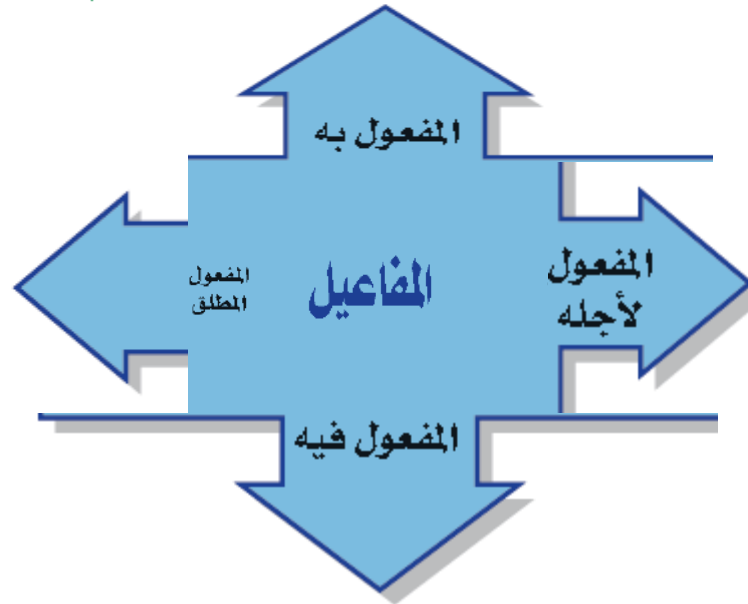 المفعول به
المفعول
لأجله
المفاعيل
المفعول
المطلق
المفعول فيه